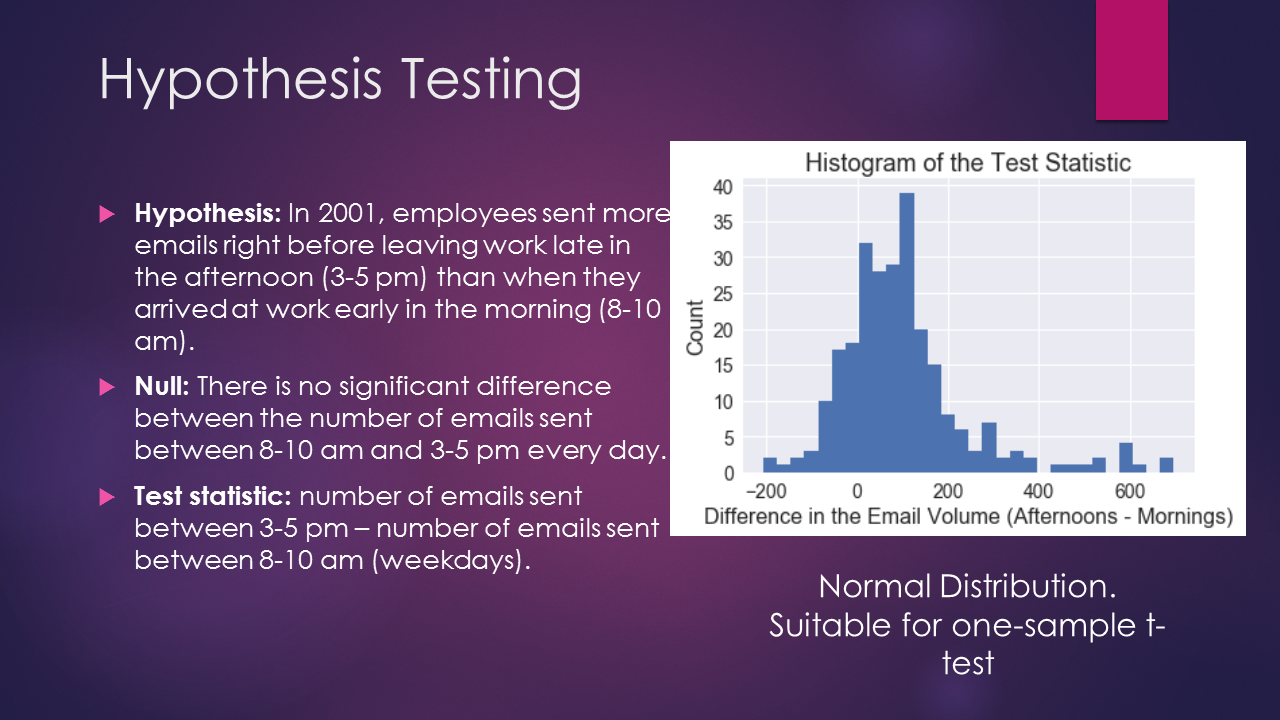 Hypothesis Testing
Hypothesis: In 2001, employees sent more
emails right before leaving work late in
the afternoon (3-5 pm) than when they
arrived at work early in the morning (8-10
am).
Null: There is no significant difference
between the number of emails sent
between 8-10 am and 3-5 pm every day.
Test statistic: number of emails sent
between 3-5 pm – number of emails sent
between 8-10 am (weekdays).
Histogram of the Test Statistic
40
35
30
25
20
15
10
5
0
Count
−200 0 200 400 600
Difference in the Email Volume (Afternoons - Mornings)
Normal Distribution.
Suitable for one-sample t-
test